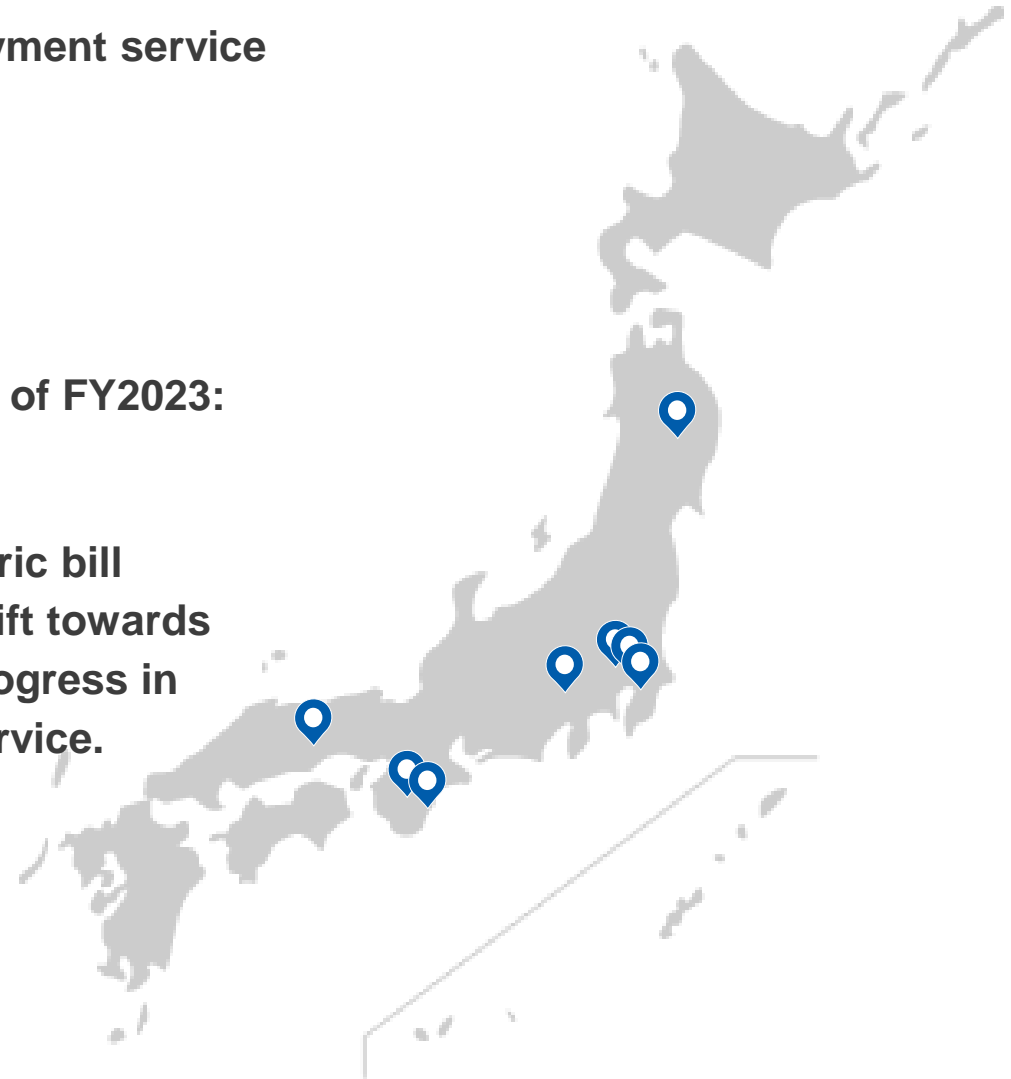 yment service
of FY2023:
ric bill
ift towards
ogress in
rvice.